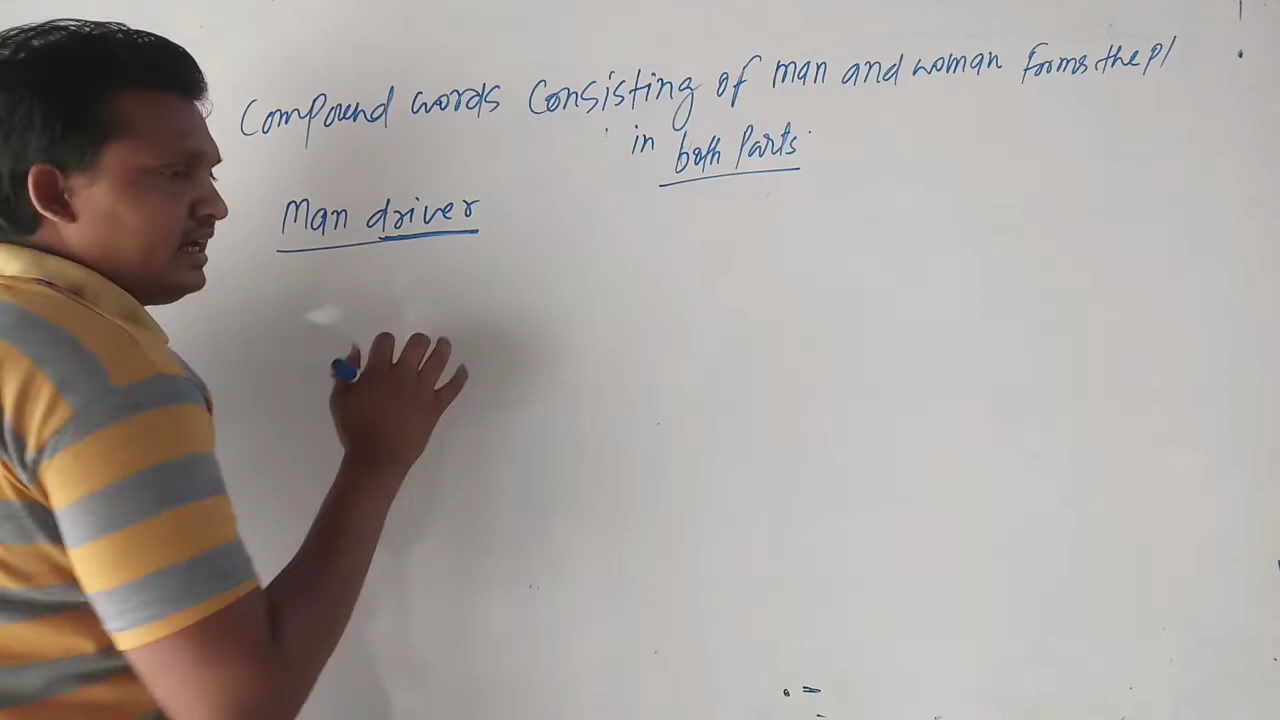 Compound words consisting of man and woman forms the pl
in both Parts
Man driver